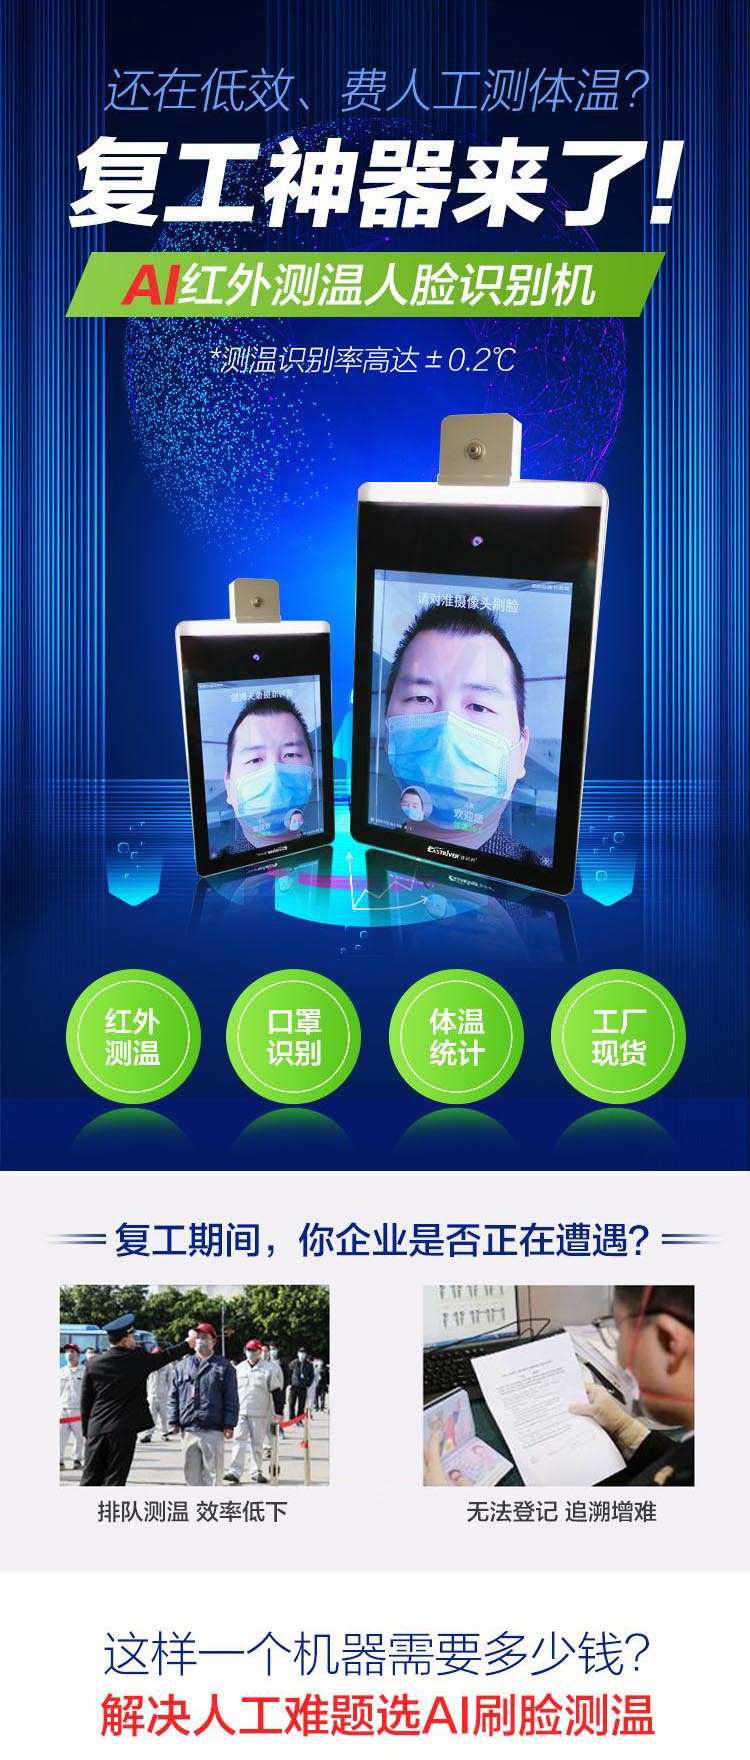 还在低效、费人工测体温?
复工神器来了!
AI红外测温人脸识别机
*测温识别率高达±0.2℃
请对准摄像头刷脸
欢迎您
EASTRIVER
红外
测温
口罩
识别
体温
统计
工厂
现货
复工期间，你企业是否正在遭遇?
排队测温 效率低下
无法登记 追溯增难
这样一个机器需要多少钱?
解决人工难题选AI刷脸测温